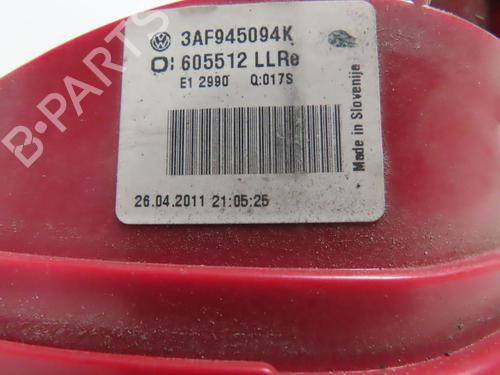 3AF945094K
605512 LLRe
E1 2990 Q:017S
Made in Slovenije
26.04.2011 21:05:25
B-PARTS